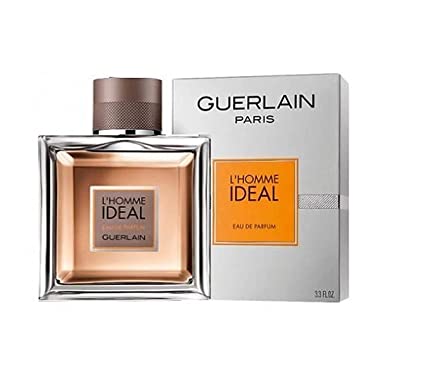 L'HOMME
IDEAL
EAU DE PARFUM
GUERLAIN
GUERLAIN
PARIS
L'HOMME
IDEAL
EAU DE PARFUM
3.3 FL.OZ.